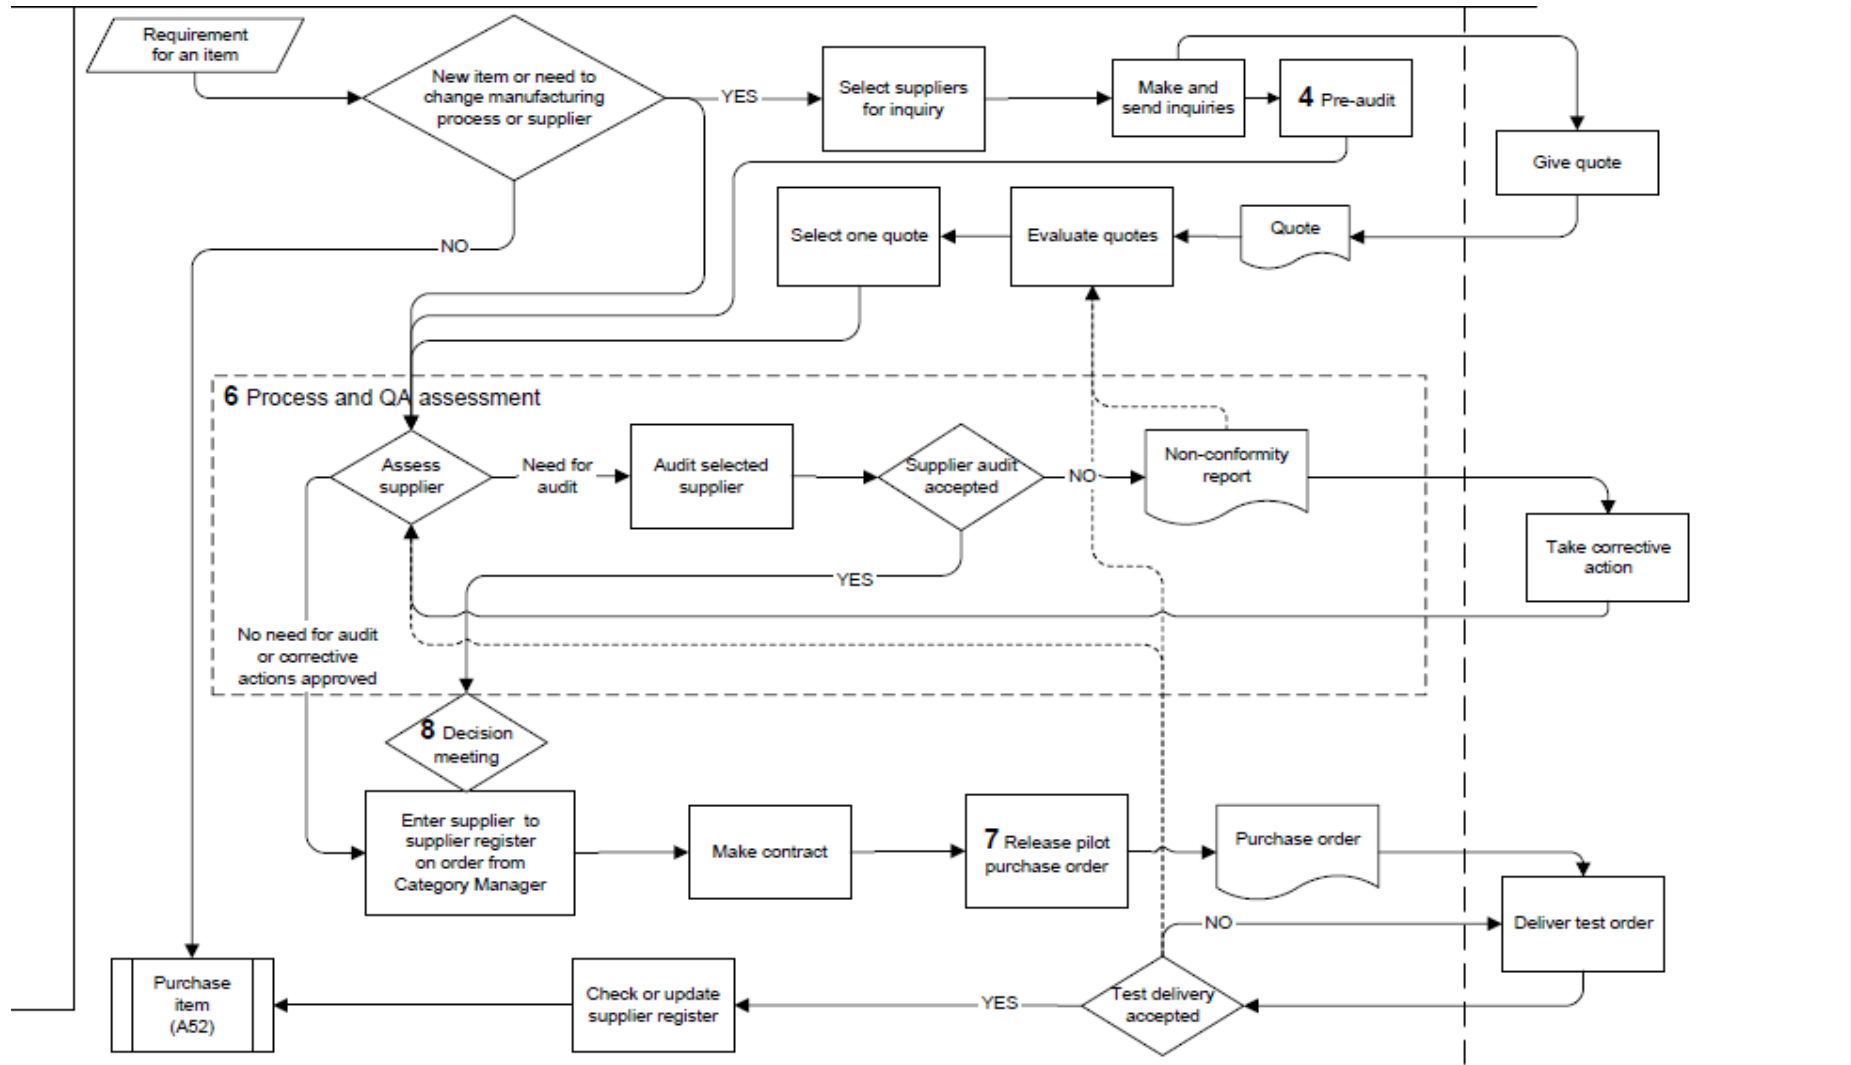 Requirement
for an item
New item or need to
change manufacturing
process or supplier
YES
Select suppliers
for inquiry
Make and
send inquiries
4 Pre-audit
Give quote
NO
Select one quote
Evaluate quotes
Quote
6 Process and QA assessment
Assess
supplier
Need for
audit
Audit selected
supplier
Supplier audit
accepted
NO
Non-conformity
report
Take corrective
action
YES
No need for audit
or corrective
actions approved
8 Decision
meeting
Enter supplier to
supplier register
on order from
Category Manager
Make contract
7 Release pilot
purchase order
Purchase order
NO
Deliver test order
Purchase
item
(A52)
Check or update
supplier register
YES
Test delivery
accepted